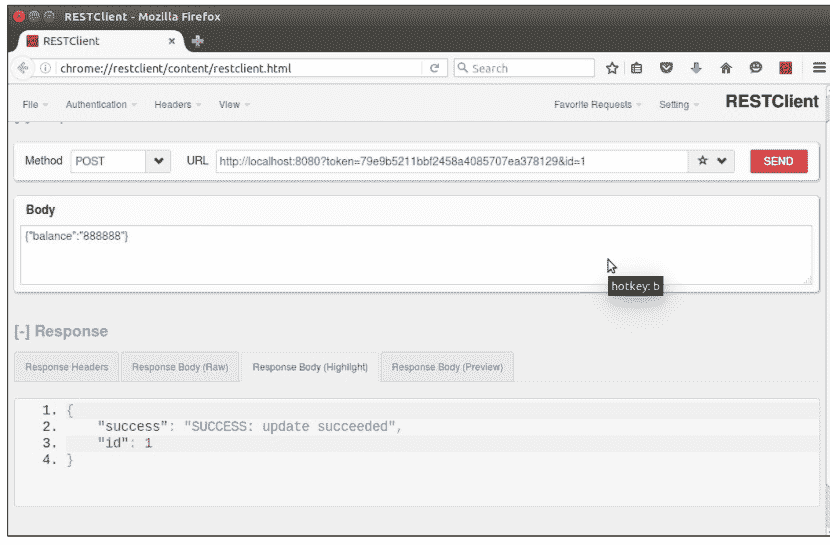 RESTClient - Mozilla Firefox
RESTClient
chrome://restclient/content/restclient.html Search
File Authentication Headers View Favorite Requests Setting RESTClient
Method POST URL http://localhost:8080?token=79e9b5211bbf2458a4085707ea378129&id=1 SEND
Body
{"balance":"888888"}
hotkey: b
[-] Response
Response Headers Response Body (Raw) Response Body (Highlight) Response Body (Preview)
1. {
2. "success": "SUCCESS: update succeeded",
3. "id": 1
4. }